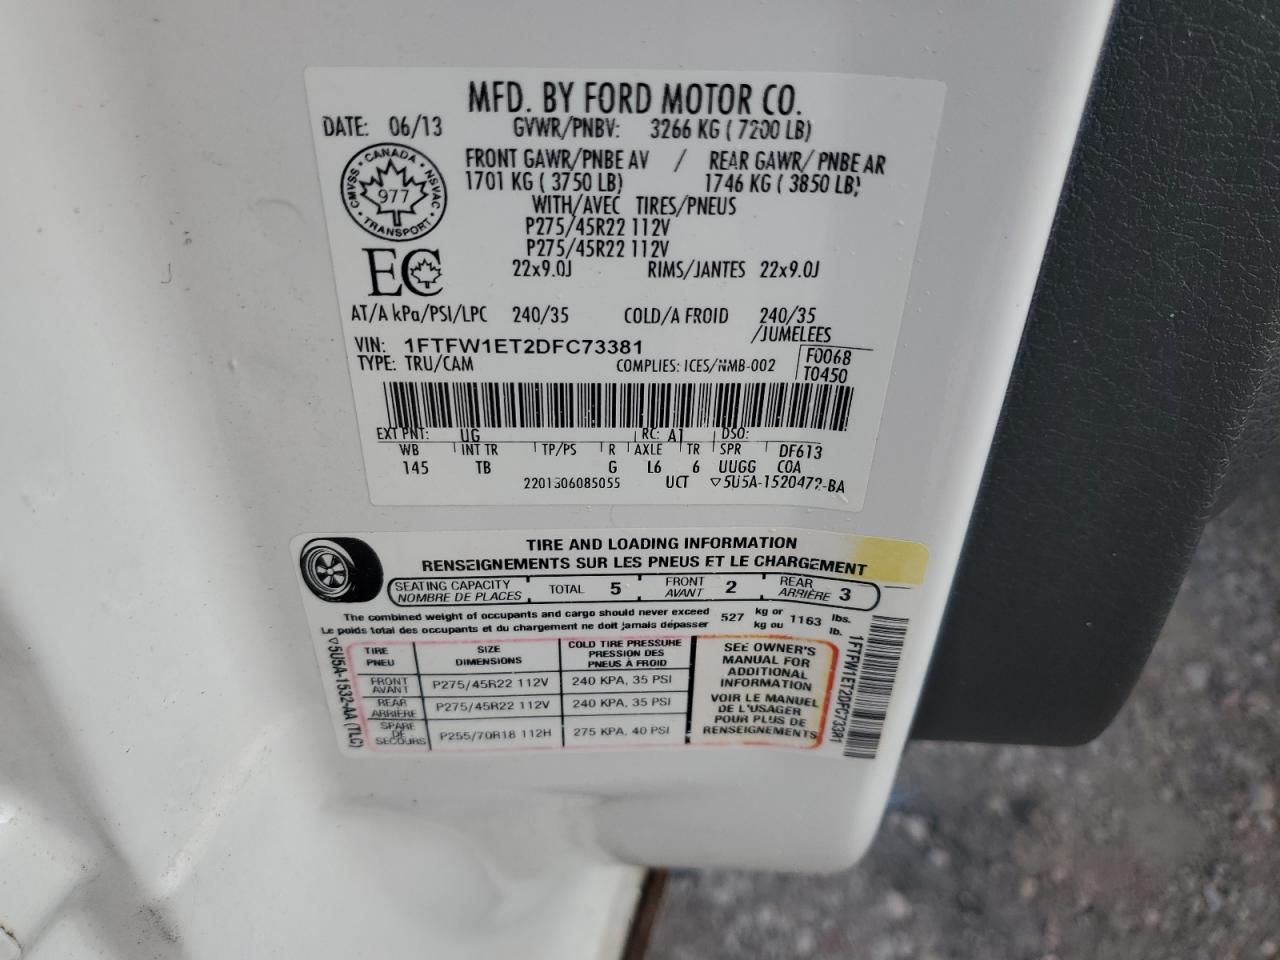 MFD. BY FORD MOTOR CO.
DATE: 06/13
GVWR/PNBV: 3266 KG ( 7200 LB)
FRONT GAWR/PNBE AV / REAR GAWR/ PNBE AR
1701 KG ( 3750 LB) 1746 KG ( 3850 LB)
WITH/AVEC TIRES/PNEUS
P275/45R22 112V
P275/45R22 112V
22x9.0J RIMS/JANTES 22x9.0J
CANADA
CMVSS 977 NSVAC
TRANSPORT
EC
AT/A kPa/PSI/LPC 240/35 COLD/A FROID 240/35
/JUMELEES
VIN: 1FTFW1ET2DFC73381
TYPE: TRU/CAM COMPLIES: ICES/NMB-002
F0068
T0450
EXT PNT: UG RC: A1 DSO:
WB INT TR TP/PS R AXLE TR SPR DF613
145 TB G L6 6 UUGG COA
2201306085055 UCT ▽5U5A-1520472-BA
TIRE AND LOADING INFORMATION
RENSEIGNEMENTS SUR LES PNEUS ET LE CHARGEMENT
SEATING CAPACITY TOTAL 5 FRONT 2 REAR 3
NOMBRE DE PLACES AVANT ARRIÈRE
The combined weight of occupants and cargo should never exceed 527 kg or 1163 lbs.
Le poids total des occupants et du chargement ne doit jamais dépasser kg ou lb.
TIRE SIZE COLD TIRE PRESSURE
PNEU DIMENSIONS PRESSION DES
PNEUS À FROID
FRONT P275/45R22 112V 240 KPA, 35 PSI
AVANT
REAR P275/45R22 112V 240 KPA, 35 PSI
ARRIÈRE
SPARE P255/70R18 112H 275 KPA, 40 PSI
DE
SECOURS
SEE OWNER'S
MANUAL FOR
ADDITIONAL
INFORMATION
VOIR LE MANUEL
DE L'USAGER
POUR PLUS DE
RENSEIGNEMENTS
▽5U5A-1532-AA (TLC)
1FTFW1ET2DFC73381